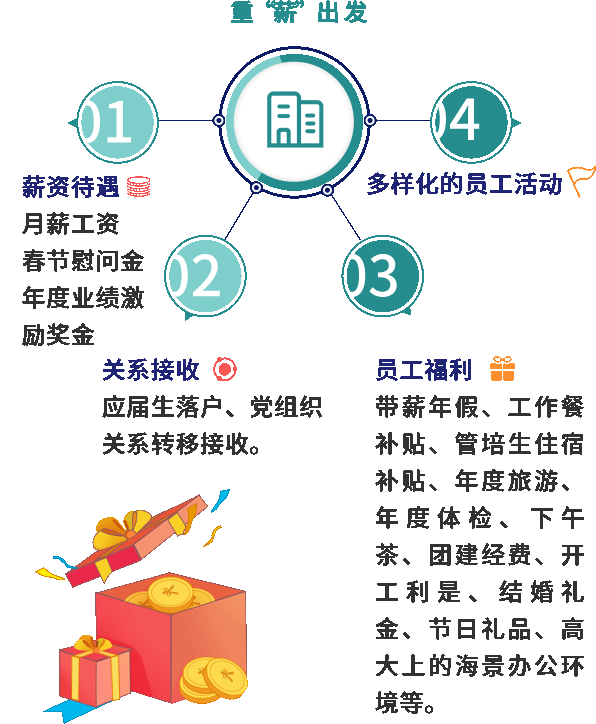 重“薪”出发
01
薪资待遇
月薪工资
春节慰问金
年度业绩激
励奖金
02
关系接收
应届生落户、党组织
关系转移接收。
03
员工福利
带薪年假、工作餐
补贴、管培生住宿
补贴、年度旅游、
年度体检、下午
茶、团建经费、开
工利是、结婚礼
金、节日礼品、高
大上的海景办公环
境等。
04
多样化的员工活动